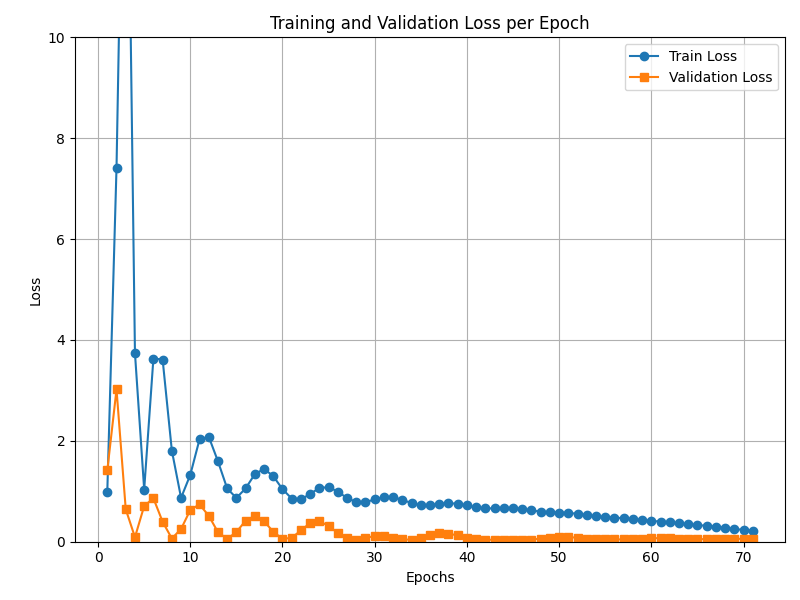 Training and Validation Loss per Epoch
Train Loss
Validation Loss
10
8
6
4
2
0
Loss
0 10 20 30 40 50 60 70
Epochs